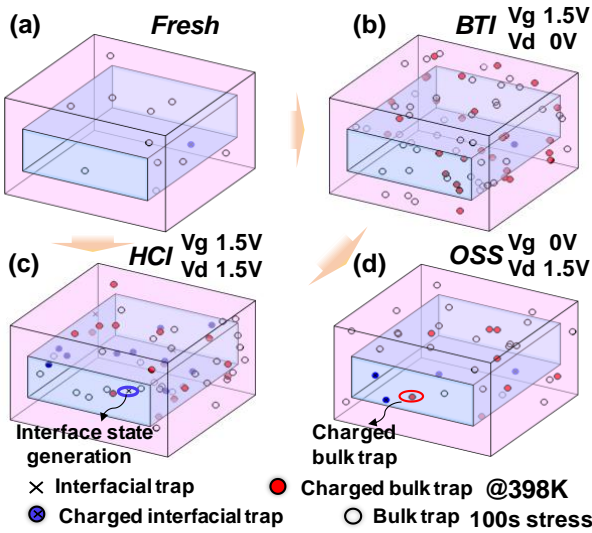 (a) Fresh
(b) BTI Vg 1.5V
Vd 0V
(c) HCI Vg 1.5V
Vd 1.5V
(d) OSS Vg 0V
Vd 1.5V
Interface state
generation
Charged
bulk trap
Interfacial trap
Charged bulk trap @398K
Charged interfacial trap
Bulk trap 100s stress